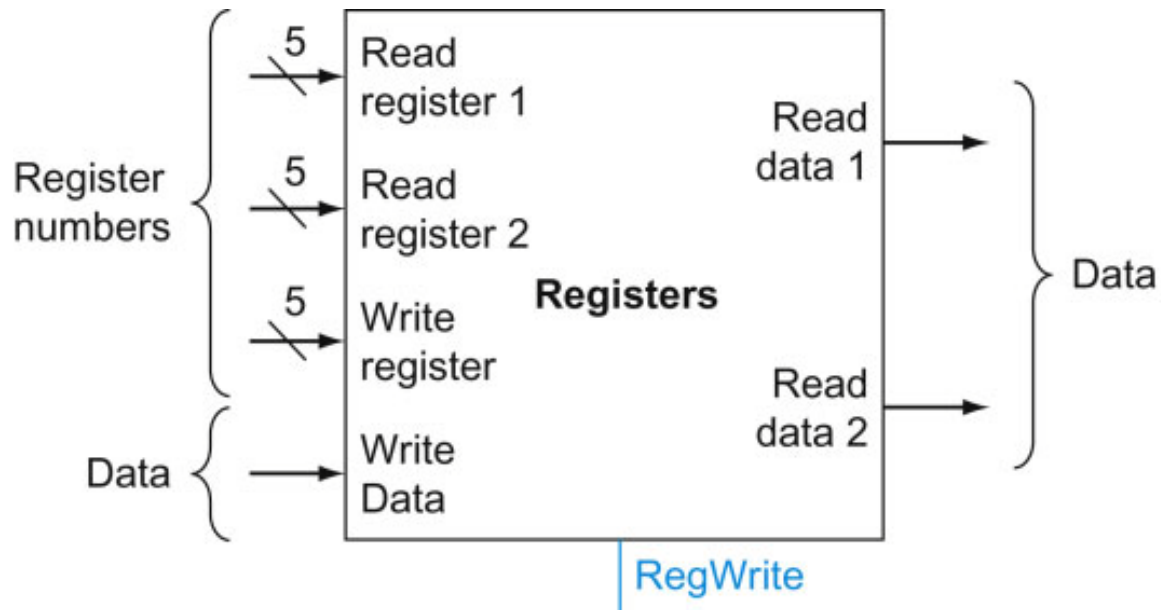 Register
numbers
Data
5
Read
register 1
5
Read
register 2
5
Write
register
Write
Data
Registers
Read
data 1
Read
data 2
Data
RegWrite